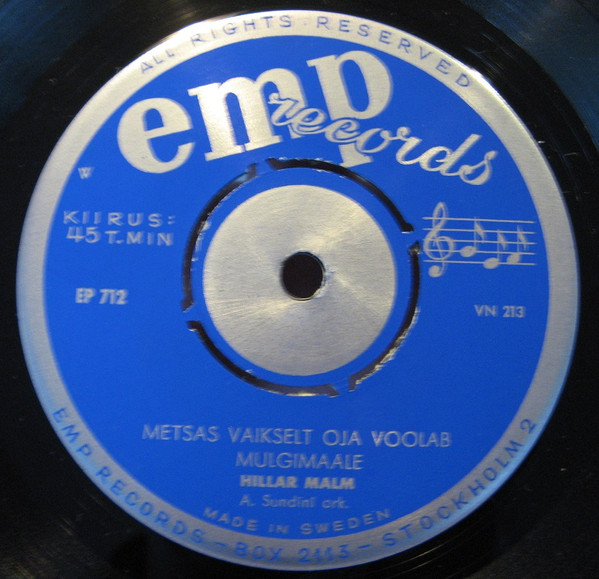 ALL RIGHTS RESERVED
emp
records
W
KIIRUS:
45 T. MIN
EP 712
VN 213
METSAS VAIKSELT OJA VOOLAB
MULGIMAALE
HILLAR MALM
A. Sundini ork.
MADE IN SWEDEN
EMP RECORDS - BOX 2113 - STOCKHOLM 2